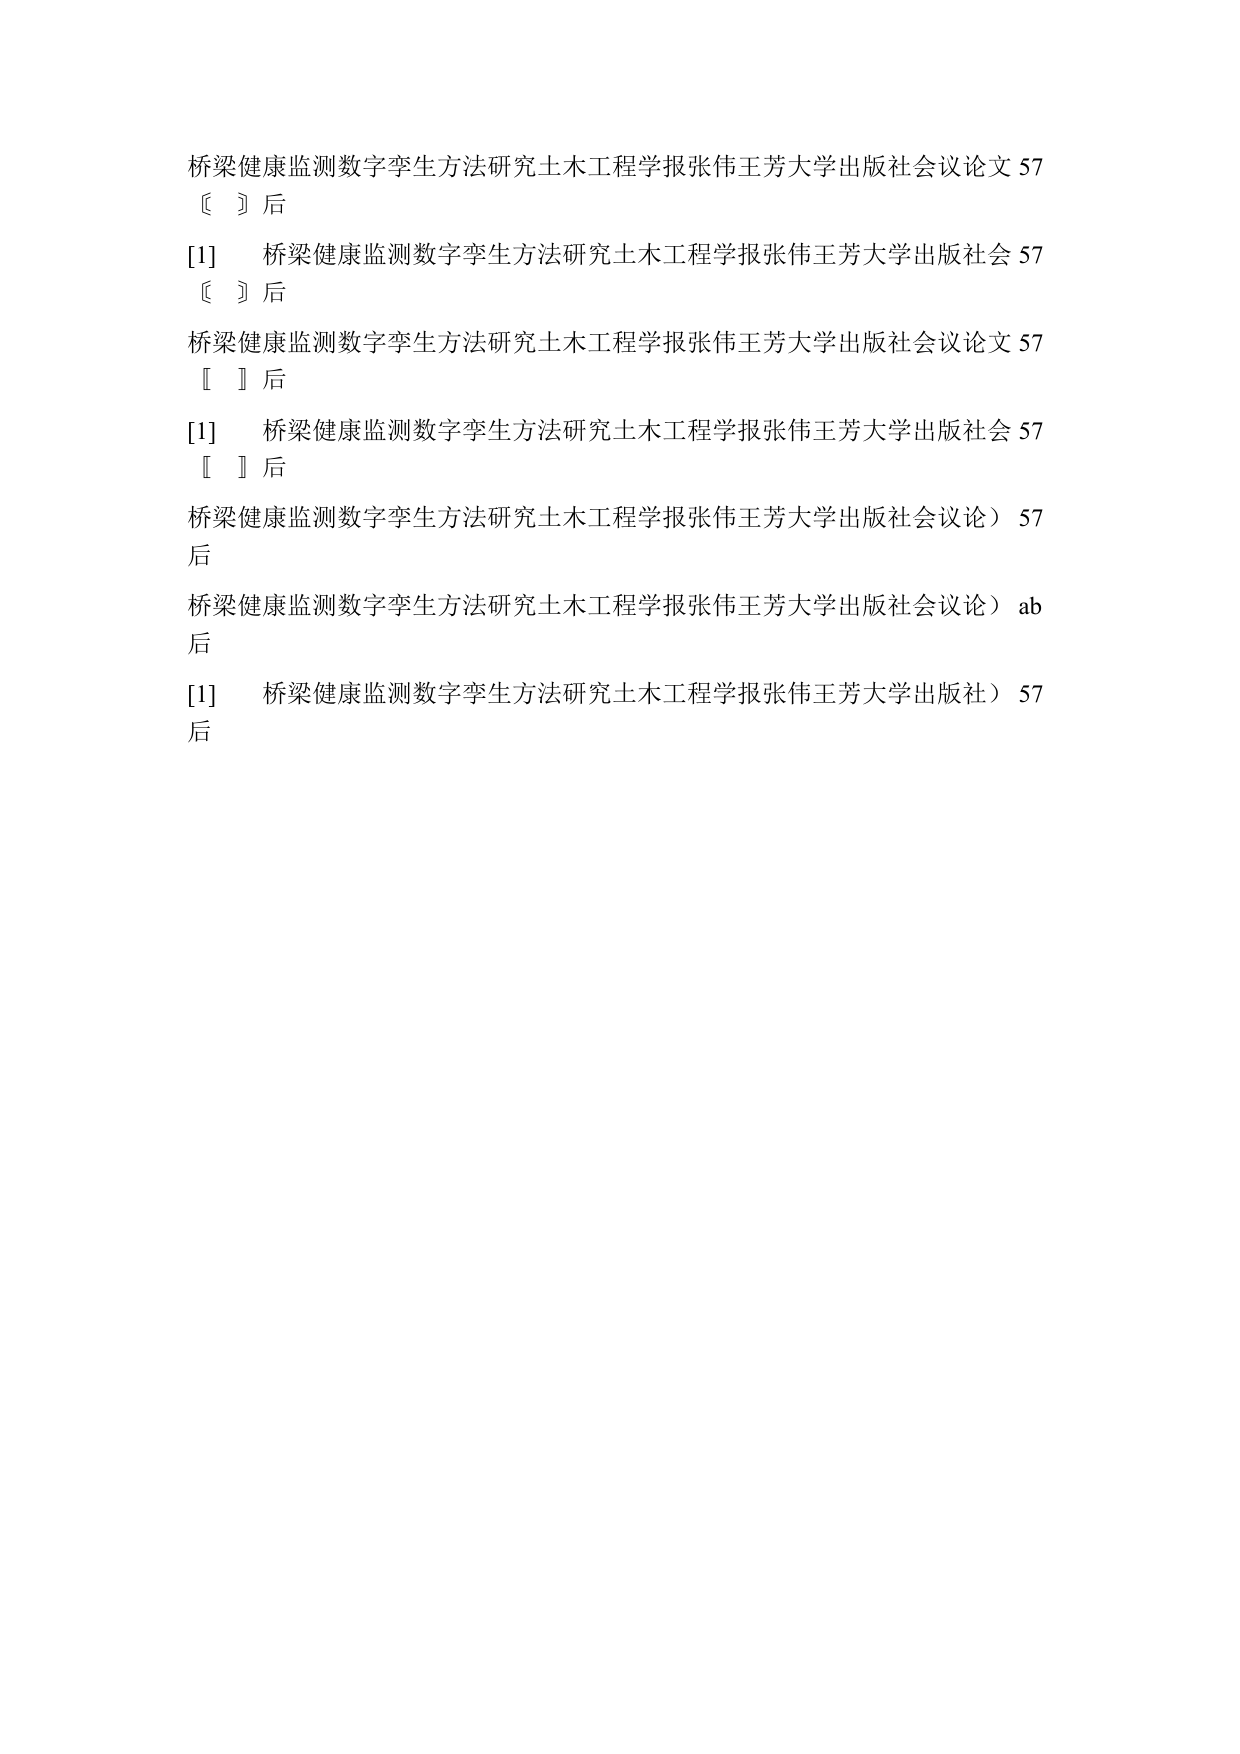 桥梁健康监测数字孪生方法研究土木工程学报张伟王芳大学出版社会议论文 57
〘　〙后
[1]　桥梁健康监测数字孪生方法研究土木工程学报张伟王芳大学出版社会 57
〘　〙后
桥梁健康监测数字孪生方法研究土木工程学报张伟王芳大学出版社会议论文 57
〚　〛后
[1]　桥梁健康监测数字孪生方法研究土木工程学报张伟王芳大学出版社会 57
〚　〛后
桥梁健康监测数字孪生方法研究土木工程学报张伟王芳大学出版社会议论） 57
后
桥梁健康监测数字孪生方法研究土木工程学报张伟王芳大学出版社会议论） ab
后
[1]　桥梁健康监测数字孪生方法研究土木工程学报张伟王芳大学出版社） 57
后